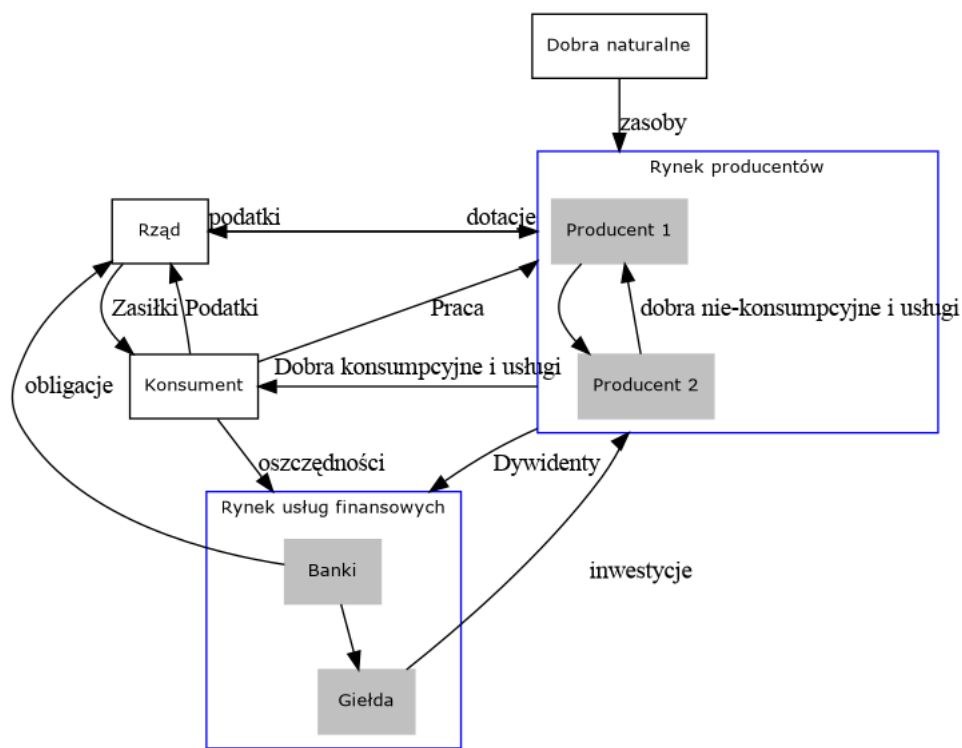 Dobra naturalne
zasoby
Rynek producentów
Rząd
podatki
dotacje
Producent 1
Zasiłki
Podatki
Praca
dobra nie-konsumpcyjne i usługi
Dobra konsumpcyjne i usługi
Konsument
Producent 2
obligacje
oszczędności
Dywidenty
Rynek usług finansowych
Banki
inwestycje
Giełda